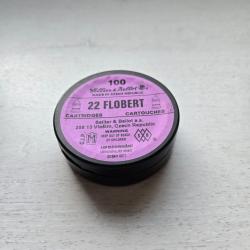 100
Sellier & Bellot
MADE IN CZECH REPUBLIC
22 FLOBERT
CARTRIDGES CARTOUCHES
Sellier & Bellot a.s.
258 13 Vlašim, Czech Republic
WARNING
KEEP OUT OF REACH
OF CHILDREN